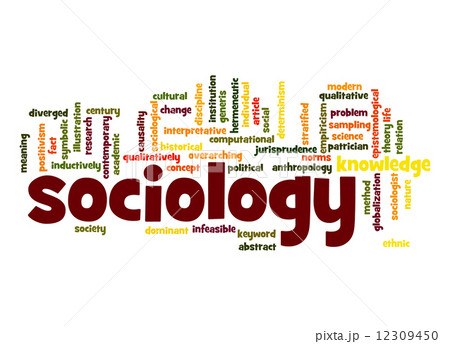 modern
cultural
qualitative
diverged
century
change
problem
interpretative
sampling
computational
science
historical
jurisprudence
patrician
inductively
qualitatively
overarching
norms
knowledge
concept
political
anthropology
sociology
society
dominant
infeasible
keyword
abstract
ethnic
meaning
positivism
fact
symbolic
illustration
research
contemporary
academic
causality
sociological
discipline
institution
generis
hermeneutic
individual
article
social
determinism
stratified
empiricism
epistemological
theory
life
relation
method
globalization
sociologist
nature
pixta
pixta.jp - 12309450